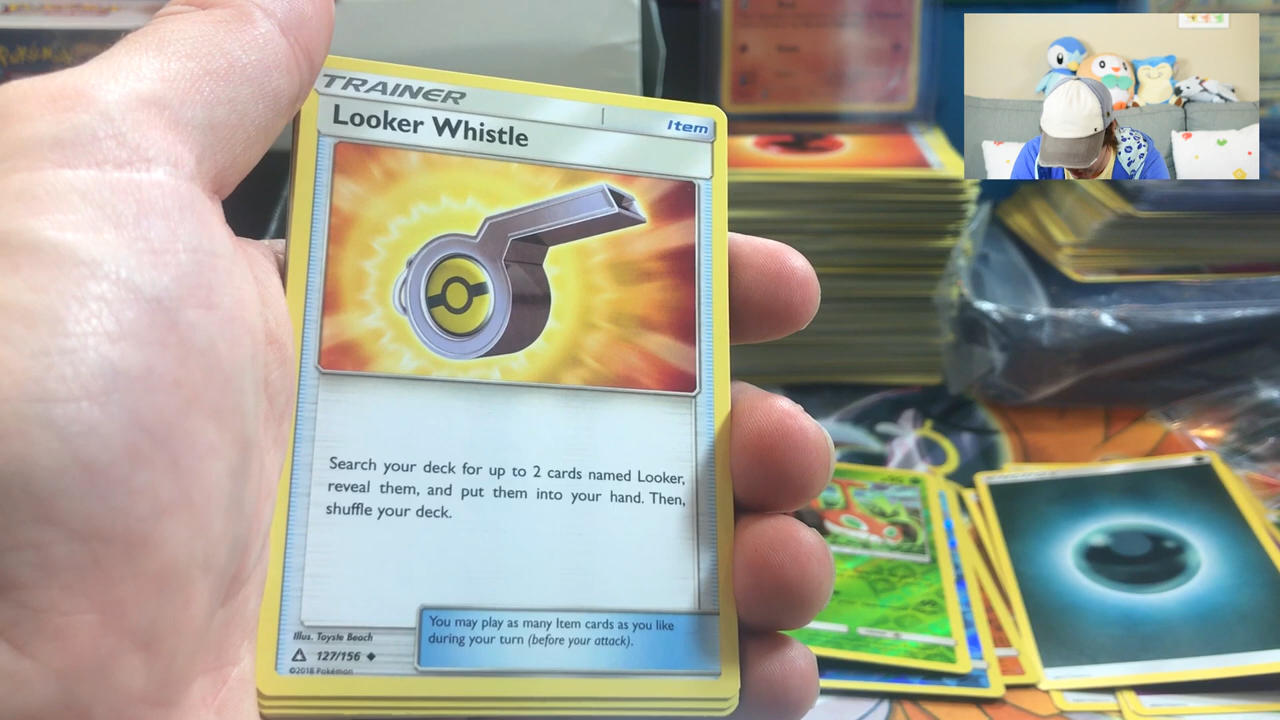 POKéMON
TRAINER
Looker Whistle
Item
Search your deck for up to 2 cards named Looker,
reveal them, and put them into your hand. Then,
shuffle your deck.
You may play as many Item cards as you like
during your turn (before your attack).
Illus. Toyste Beach
127/156
©2018 Pokémon